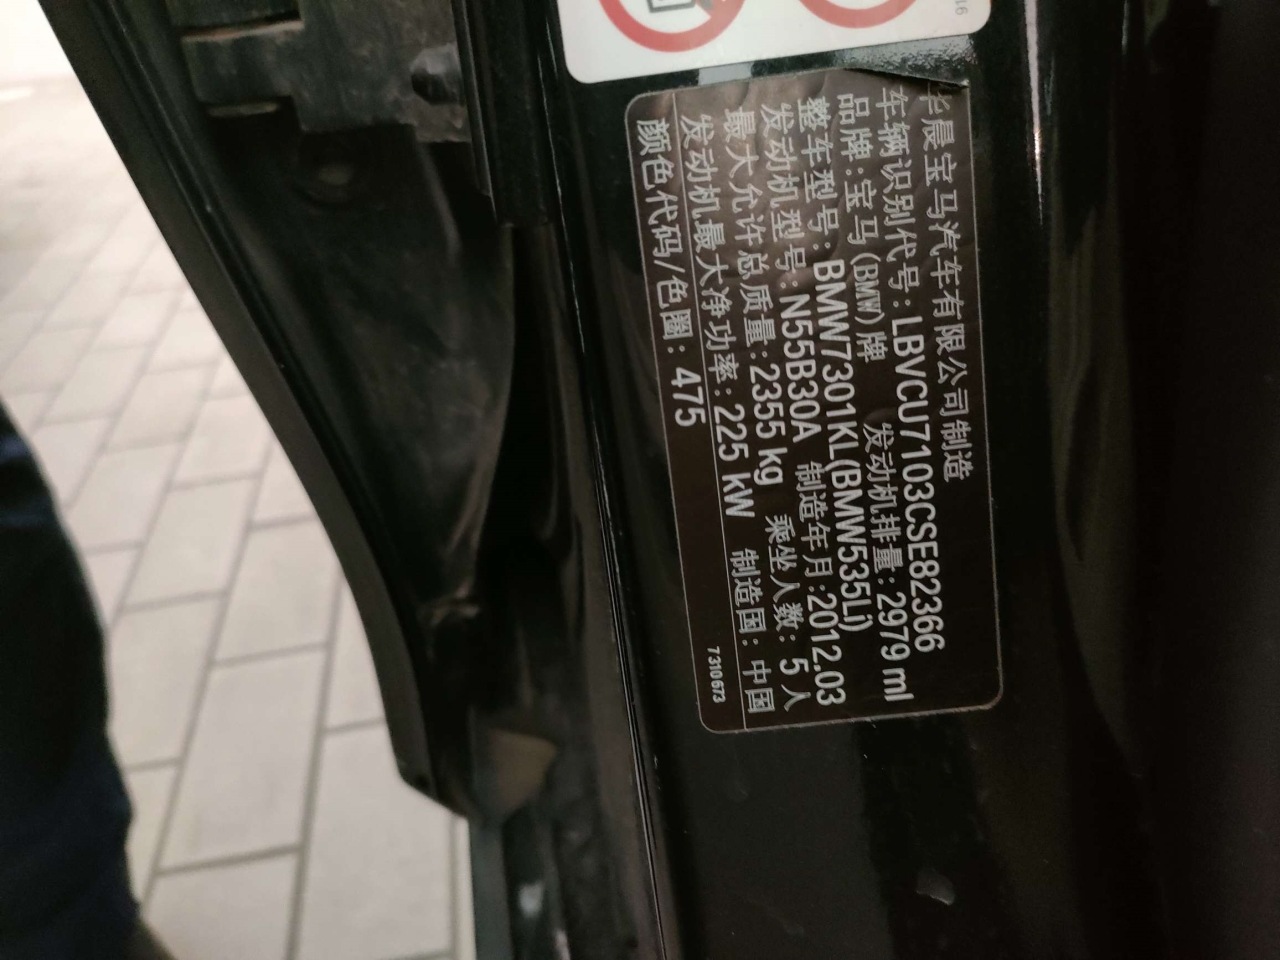 华晨宝马汽车有限公司制造
车辆识别代号:LBVCU7103CSE82366
品牌:宝马(BMW)牌 发动机排量:2979 ml
整车型号:BMW7301KL(BMW535Li)
发动机型号:N55B30A 制造年月:2012.03
最大允许总质量:2355 kg 乘坐人数: 5 人
发动机最大净功率:225 kW 制造国: 中国
颜色代码/色圖: 475
7310673
16